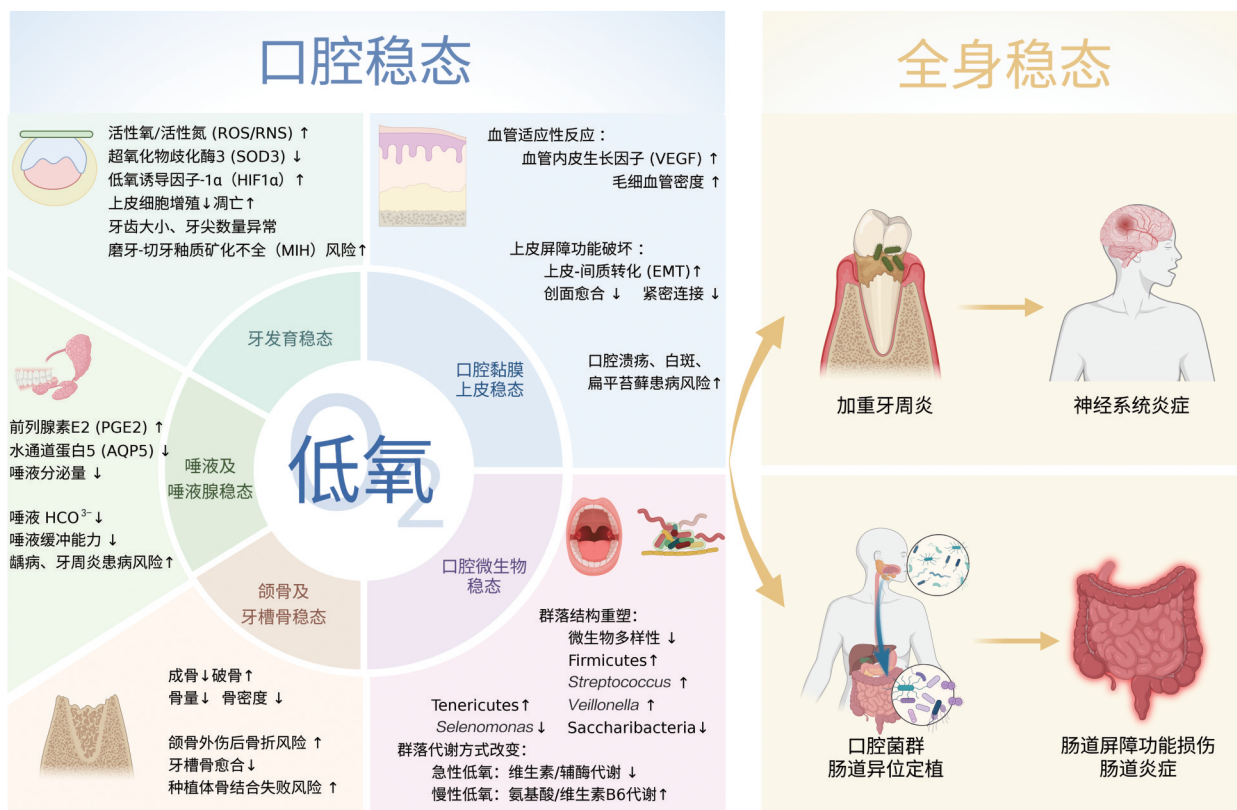 口腔稳态
活性氧/活性氮 (ROS/RNS) ↑
超氧化物歧化酶3 (SOD3) ↓
低氧诱导因子-1α（HIF1α）↑
上皮细胞增殖↓凋亡↑
牙齿大小、牙尖数量异常
磨牙-切牙釉质矿化不全（MIH）风险↑
血管适应性反应：
血管内皮生长因子 (VEGF) ↑
毛细血管密度 ↑
上皮屏障功能破坏：
上皮-间质转化 (EMT)↑
创面愈合 ↓ 紧密连接 ↓
口腔溃疡、白斑、
扁平苔藓患病风险↑
前列腺素E2 (PGE2) ↑
水通道蛋白5 (AQP5) ↓
唾液分泌量 ↓
唾液 HCO³⁻↓
唾液缓冲能力 ↓
龋病、牙周炎患病风险↑
牙发育稳态
口腔黏膜
上皮稳态
唾液及
唾液腺稳态
O₂
低氧
颌骨及
牙槽骨稳态
口腔微生物
稳态
成骨↓破骨↑
骨量↓ 骨密度 ↓
颌骨外伤后骨折风险 ↑
牙槽骨愈合↓
种植体骨结合失败风险 ↑
群落结构重塑：
微生物多样性 ↓
Firmicutes↑
Streptococcus ↑
Tenericutes↑ Veillonella ↑
Selenomonas↓ Saccharibacteria↓
群落代谢方式改变：
急性低氧：维生素/辅酶代谢 ↓
慢性低氧：氨基酸/维生素B6代谢↑
全身稳态
加重牙周炎
神经系统炎症
口腔菌群
肠道异位定植
肠道屏障功能损伤
肠道炎症